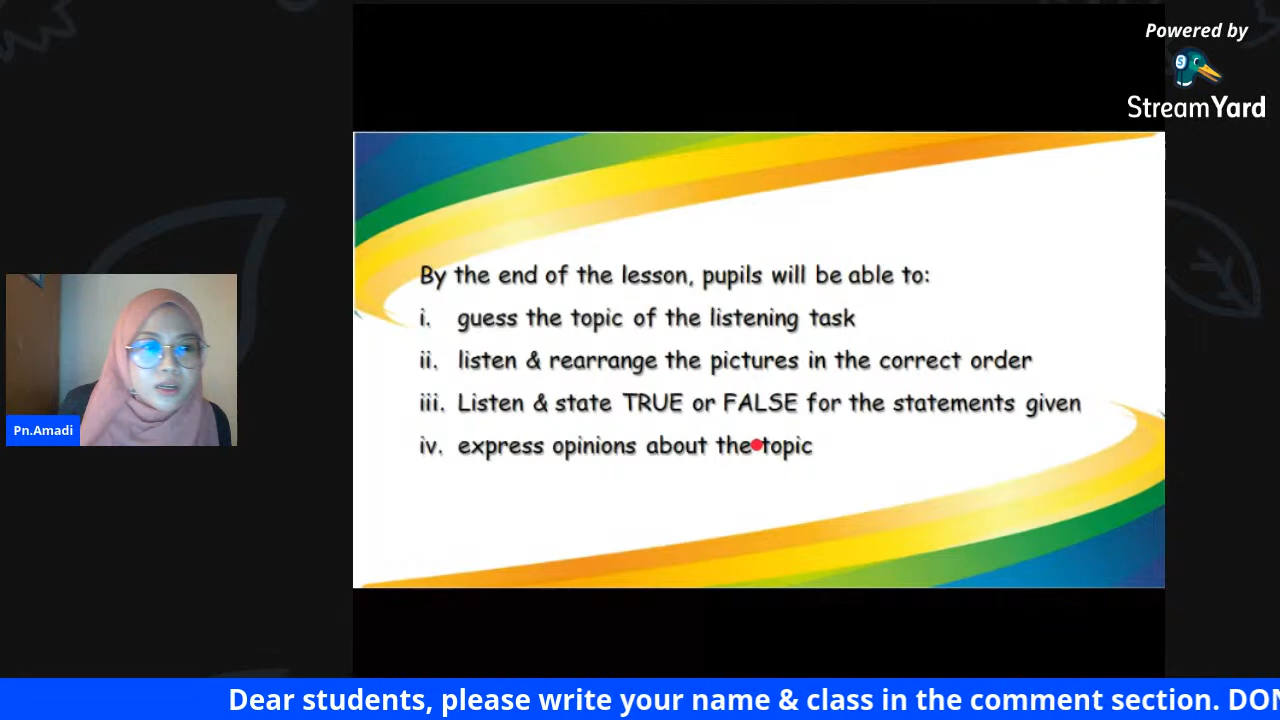 Powered by
StreamYard
By the end of the lesson, pupils will be able to:
i. guess the topic of the listening task
ii. listen & rearrange the pictures in the correct order
iii. Listen & state TRUE or FALSE for the statements given
iv. express opinions about the topic
Pn.Amadi
Dear students, please write your name & class in the comment section. DON